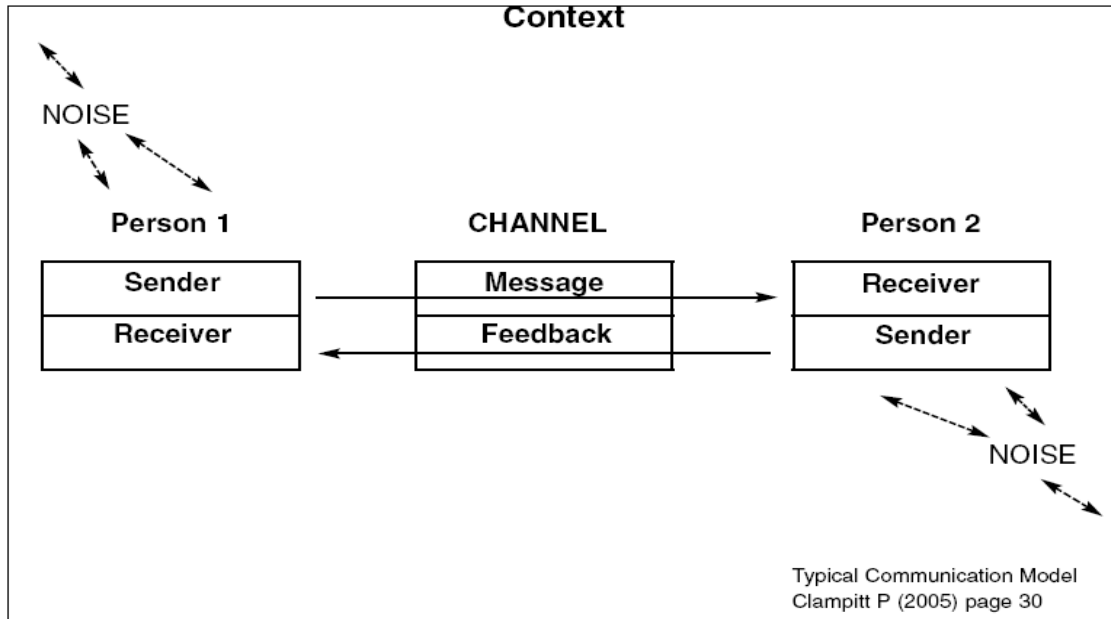 Context
NOISE
Person 1
CHANNEL
Person 2
Sender
Message
Receiver
Receiver
Feedback
Sender
NOISE
Typical Communication Model
Clampitt P (2005) page 30